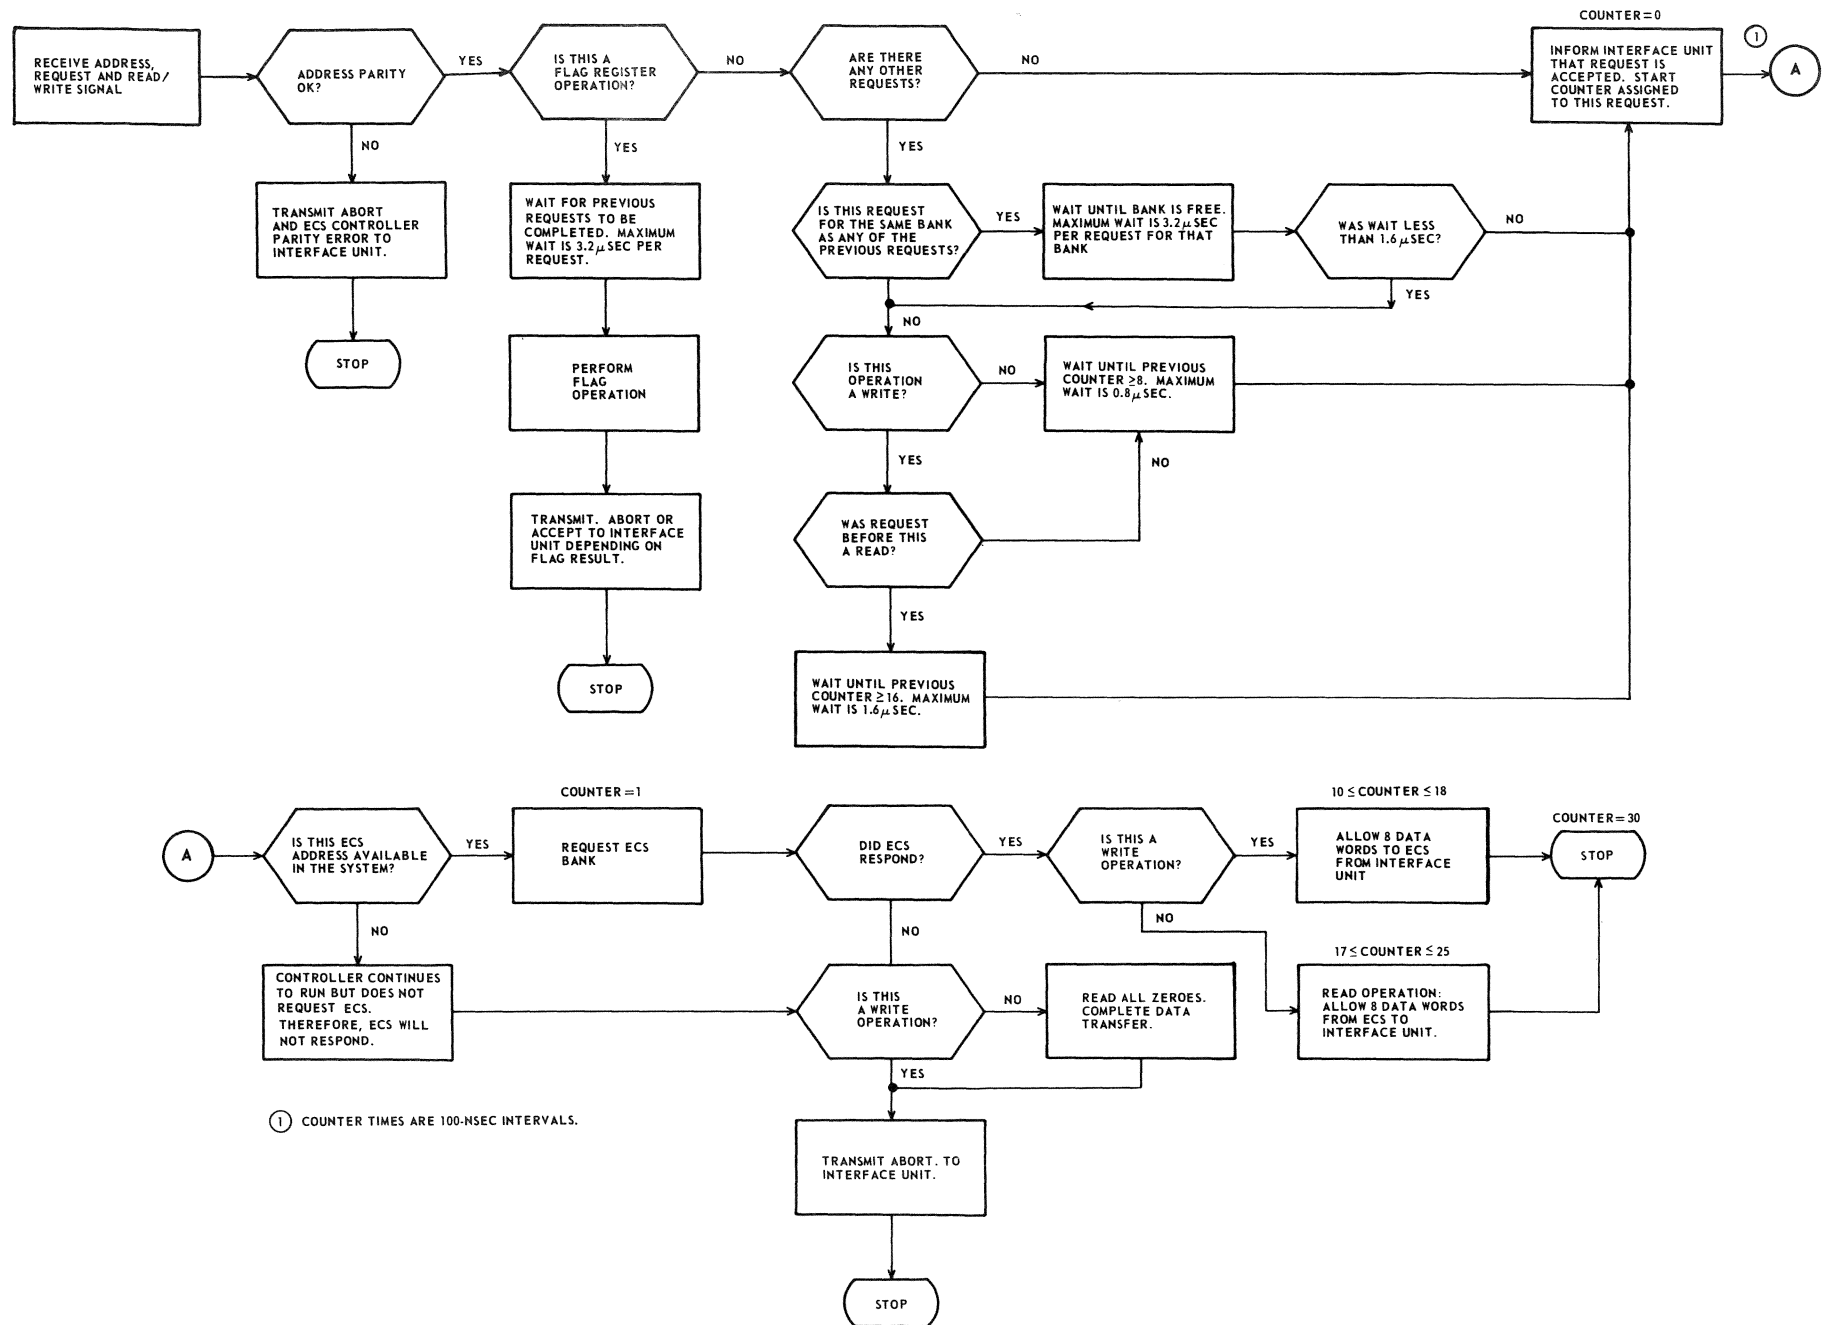 COUNTER=0
RECEIVE ADDRESS,
REQUEST AND READ/
WRITE SIGNAL
ADDRESS PARITY
OK?
YES
IS THIS A
FLAG REGISTER
OPERATION?
NO
ARE THERE
ANY OTHER
REQUESTS?
NO
INFORM INTERFACE UNIT
THAT REQUEST IS
ACCEPTED. START
COUNTER ASSIGNED
TO THIS REQUEST.
1
A
NO
YES
YES
TRANSMIT ABORT
AND ECS CONTROLLER
PARITY ERROR TO
INTERFACE UNIT.
WAIT FOR PREVIOUS
REQUESTS TO BE
COMPLETED. MAXIMUM
WAIT IS 3.2µSEC PER
REQUEST.
IS THIS REQUEST
FOR THE SAME BANK
AS ANY OF THE
PREVIOUS REQUESTS?
YES
WAIT UNTIL BANK IS FREE.
MAXIMUM WAIT IS 3.2µSEC
PER REQUEST FOR THAT
BANK
WAS WAIT LESS
THAN 1.6µSEC?
NO
YES
NO
STOP
PERFORM
FLAG
OPERATION
IS THIS
OPERATION
A WRITE?
NO
WAIT UNTIL PREVIOUS
COUNTER ≥8. MAXIMUM
WAIT IS 0.8µSEC.
YES
NO
TRANSMIT. ABORT OR
ACCEPT TO INTERFACE
UNIT DEPENDING ON
FLAG RESULT.
WAS REQUEST
BEFORE THIS
A READ?
YES
STOP
WAIT UNTIL PREVIOUS
COUNTER ≥16. MAXIMUM
WAIT IS 1.6µSEC.
COUNTER =1
10 ≤ COUNTER ≤ 18
COUNTER=30
A
IS THIS ECS
ADDRESS AVAILABLE
IN THE SYSTEM?
YES
REQUEST ECS
BANK
DID ECS
RESPOND?
YES
IS THIS A
WRITE
OPERATION?
YES
ALLOW 8 DATA
WORDS TO ECS
FROM INTERFACE
UNIT
STOP
NO
NO
NO
17 ≤ COUNTER ≤ 25
CONTROLLER CONTINUES
TO RUN BUT DOES NOT
REQUEST ECS.
THEREFORE, ECS WILL
NOT RESPOND.
IS THIS
A WRITE
OPERATION?
NO
READ ALL ZEROES.
COMPLETE DATA
TRANSFER.
READ OPERATION:
ALLOW 8 DATA WORDS
FROM ECS TO
INTERFACE UNIT.
YES
1 COUNTER TIMES ARE 100-NSEC INTERVALS.
TRANSMIT ABORT. TO
INTERFACE UNIT.
STOP